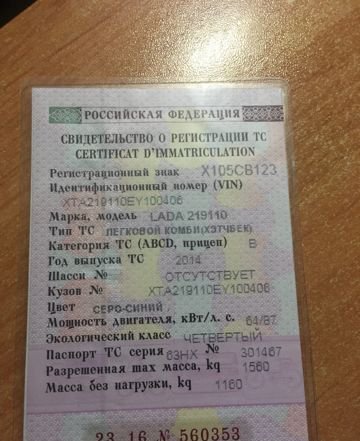 РОССИЙСКАЯ ФЕДЕРАЦИЯ
СВИДЕТЕЛЬСТВО О РЕГИСТРАЦИИ ТС
CERTIFICAT D'IMMATRICULATION
Регистрационный знак Х105СВ123
Идентификационный номер (VIN)
XTA219110EY100406
Марка, модель LADA 219110
Тип ТС ЛЕГКОВОЙ КОМБИ(ХЭТЧБЕК)
Категория ТС (ABCD, прицеп) B
Год выпуска ТС 2014
Шасси № ОТСУТСТВУЕТ
Кузов № XTA219110EY100406
Цвет СЕРО-СИНИЙ
Мощность двигателя, кВт/л. с. 64/87
Экологический класс ЧЕТВЕРТЫЙ
Паспорт ТС серия 63НХ № 301467
Разрешенная max масса, kg 1560
Масса без нагрузки, kg 1160
23 16 № 560353